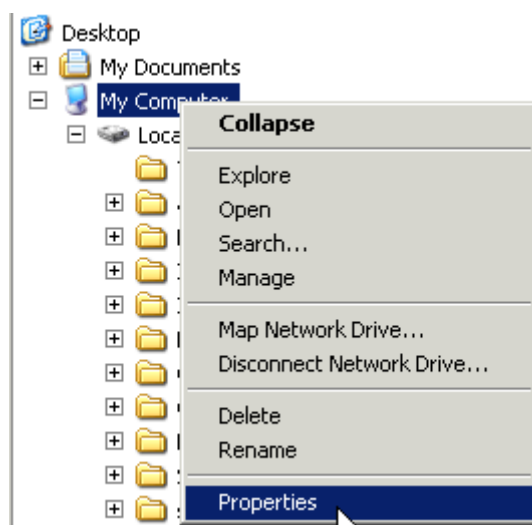 Desktop
My Documents
My Computer
Collapse
Explore
Open
Search...
Manage
Map Network Drive...
Disconnect Network Drive...
Delete
Rename
Properties